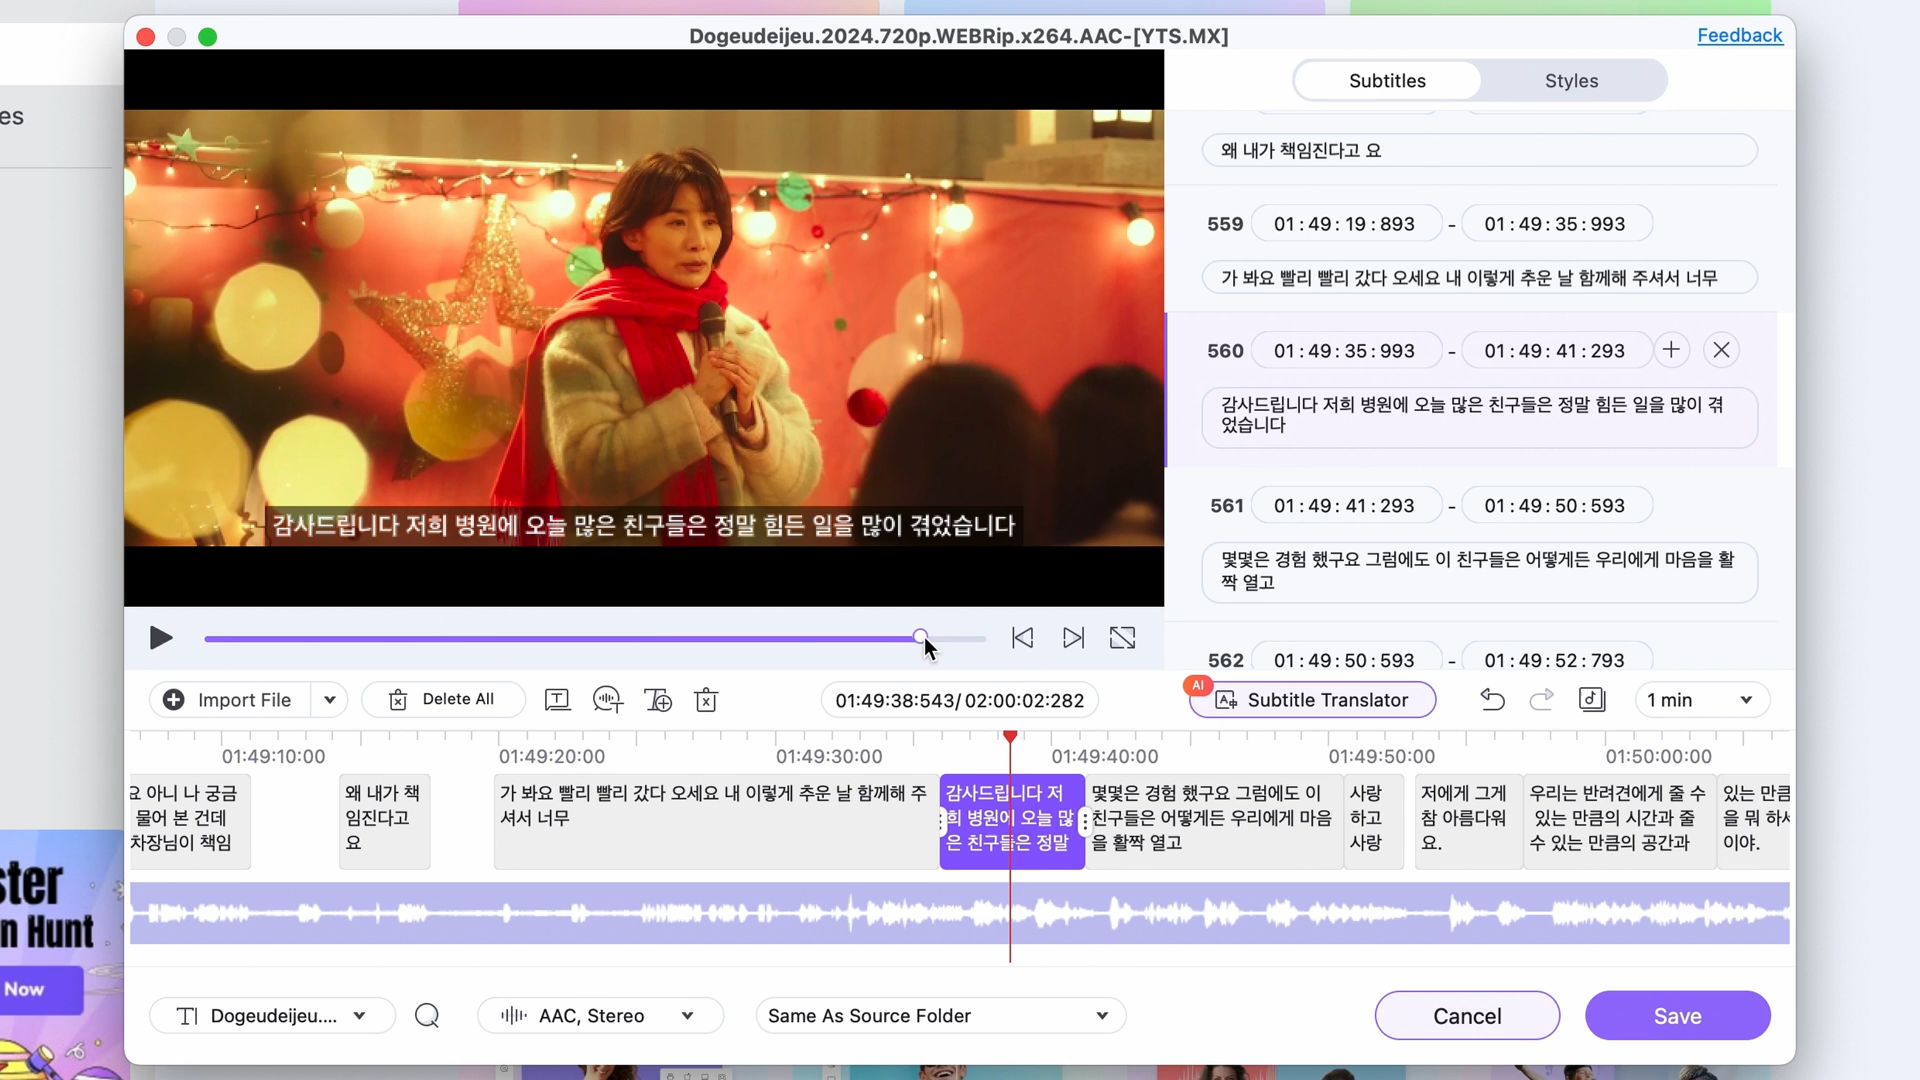 Dogeudeijeu.2024.720p.WEBRip.x264.AAC-[YTS.MX]
Feedback
es
Subtitles
Styles
왜 내가 책임진다고 요
559 01:49:19:893 - 01:49:35:993
가 봐요 빨리 빨리 갔다 오세요 내 이렇게 추운 날 함께해 주셔서 너무
560 01:49:35:993 - 01:49:41:293
감사드립니다 저희 병원에 오늘 많은 친구들은 정말 힘든 일을 많이 겪
었습니다
561 01:49:41:293 - 01:49:50:593
몇몇은 경험 했구요 그럼에도 이 친구들은 어떻게든 우리에게 마음을 활
짝 열고
562 01:49:50:593 - 01:49:52:793
감사드립니다 저희 병원에 오늘 많은 친구들은 정말 힘든 일을 많이 겪었습니다
Import File
Delete All
01:49:38:543/02:00:02:282
AI
Subtitle Translator
1 min
01:49:10:00
01:49:20:00
01:49:30:00
01:49:40:00
01:49:50:00
01:50:00:00
요 아니 나 궁금
물어 본 건데
차장님이 책임
왜 내가 책
임진다고
요
가 봐요 빨리 빨리 갔다 오세요 내 이렇게 추운 날 함께해 주
셔서 너무
감사드립니다 저
희 병원에 오늘 많
은 친구들은 정말
몇몇은 경험 했구요 그럼에도 이
친구들은 어떻게든 우리에게 마음
을 활짝 열고
사랑
하고
사랑
저에게 그게
참 아름다워
요.
우리는 반려견에게 줄 수
있는 만큼의 시간과 줄
수 있는 만큼의 공간과
있는 만큼
을 뭐 하
이야.
ster
n Hunt
Now
Dogeudeijeu....
AAC, Stereo
Same As Source Folder
Cancel
Save